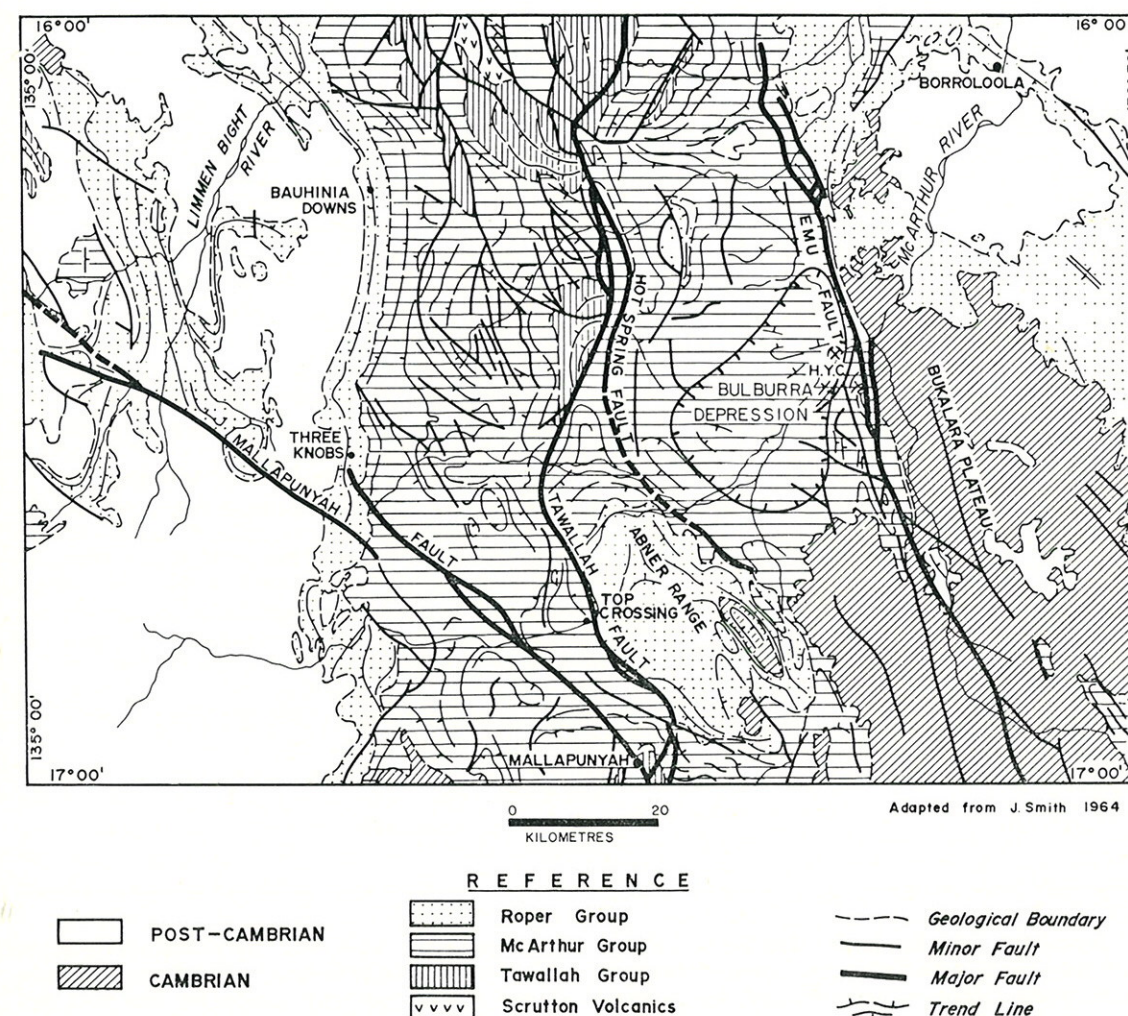 16° 00'
16° 00'
135° 00'
BORROLOOLA
LIMMEN BIGHT
RIVER
McARTHUR RIVER
BAUHINIA
DOWNS
EMU FAULT
HOT SPRING FAULT
H.Y.C.
BULBURRA
DEPRESSION
BUKALARA PLATEAU
THREE
KNOBS
MALLAPUNYAH
FAULT
TAWALLAH
FAULT
ABNER RANGE
TOP
CROSSING
MALLAPUNYAH
135° 00'
17°00'
17°00'
0 20
KILOMETRES
Adapted from J. Smith 1964
REFERENCE
POST-CAMBRIAN
CAMBRIAN
Roper Group
McArthur Group
Tawallah Group
Scrutton Volcanics
Geological Boundary
Minor Fault
Major Fault
Trend Line